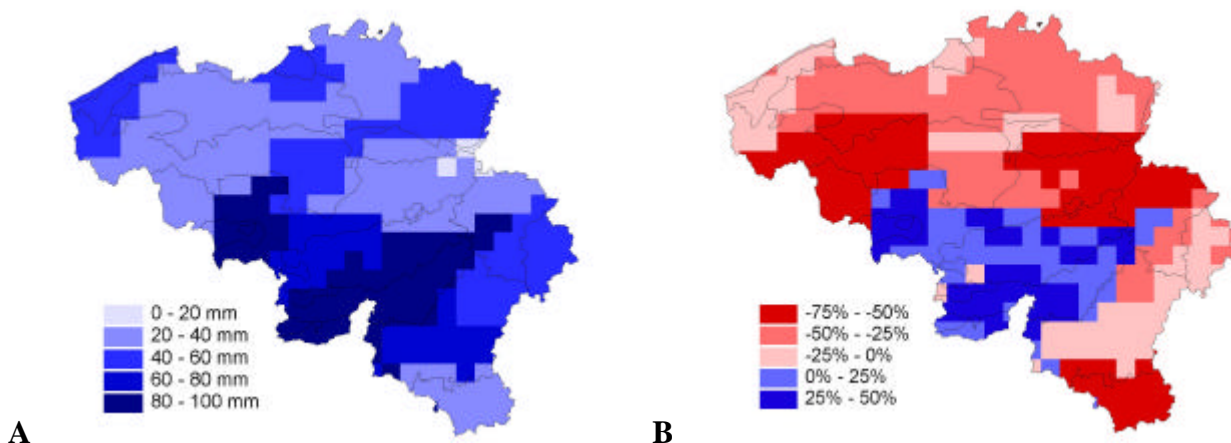 0 - 20 mm
20 - 40 mm
40 - 60 mm
60 - 80 mm
80 - 100 mm
A
-75% - -50%
-50% - -25%
-25% - 0%
0% - 25%
25% - 50%
B